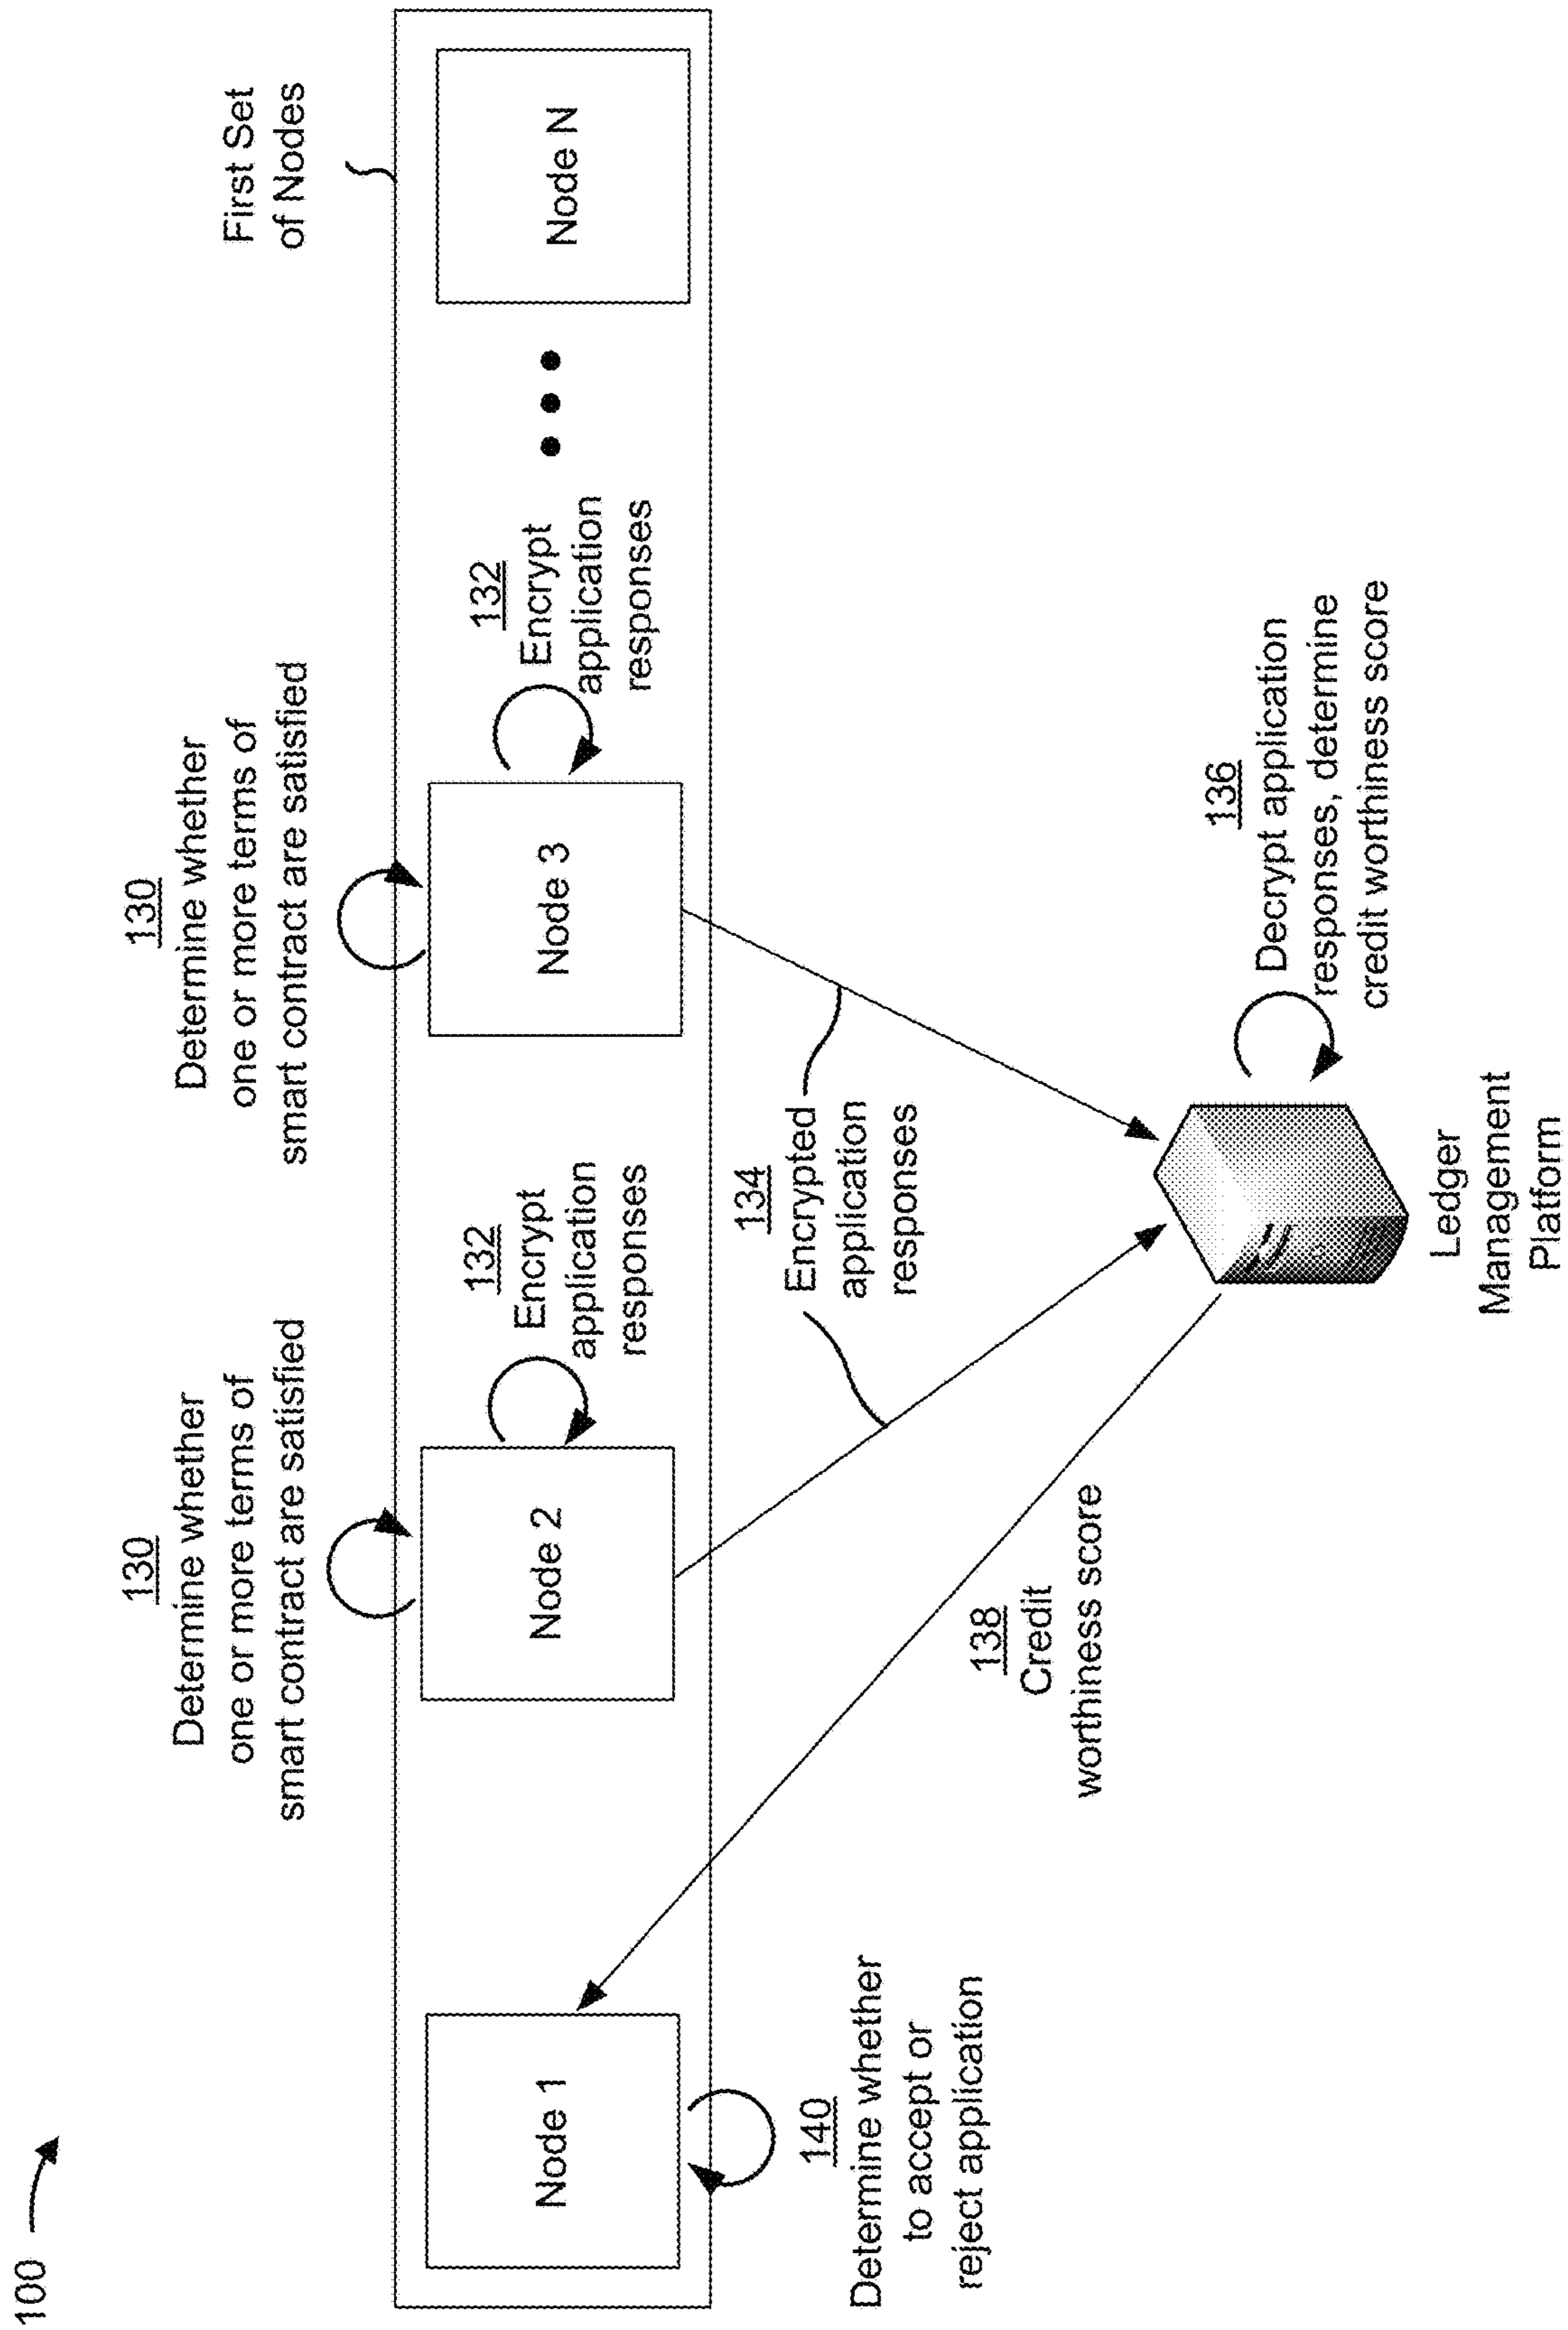 100
First Set
of Nodes
130
Determine whether
one or more terms of
smart contract are satisfied
130
Determine whether
one or more terms of
smart contract are satisfied
Node 1
Node 2
132
Encrypt
application
responses
Node 3
132
Encrypt
application
responses
Node N
140
Determine whether
to accept or
reject application
134
Encrypted
application
responses
138
Credit
worthiness score
136
Decrypt application
responses, determine
credit worthiness score
Ledger
Management
Platform